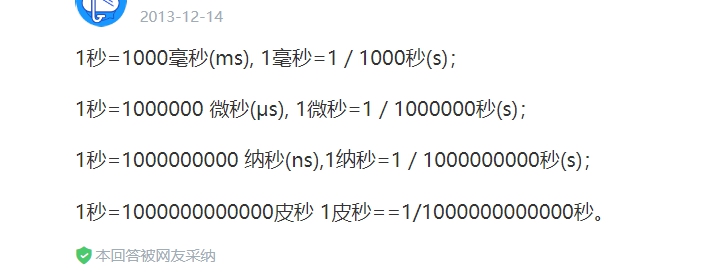 2013-12-14
1秒=1000毫秒(ms), 1毫秒=1 / 1000秒(s)；
1秒=1000000 微秒(μs), 1微秒=1 / 1000000秒(s)；
1秒=1000000000 纳秒(ns),1纳秒=1 / 1000000000秒(s)；
1秒=1000000000000皮秒 1皮秒==1/1000000000000秒。
本回答被网友采纳